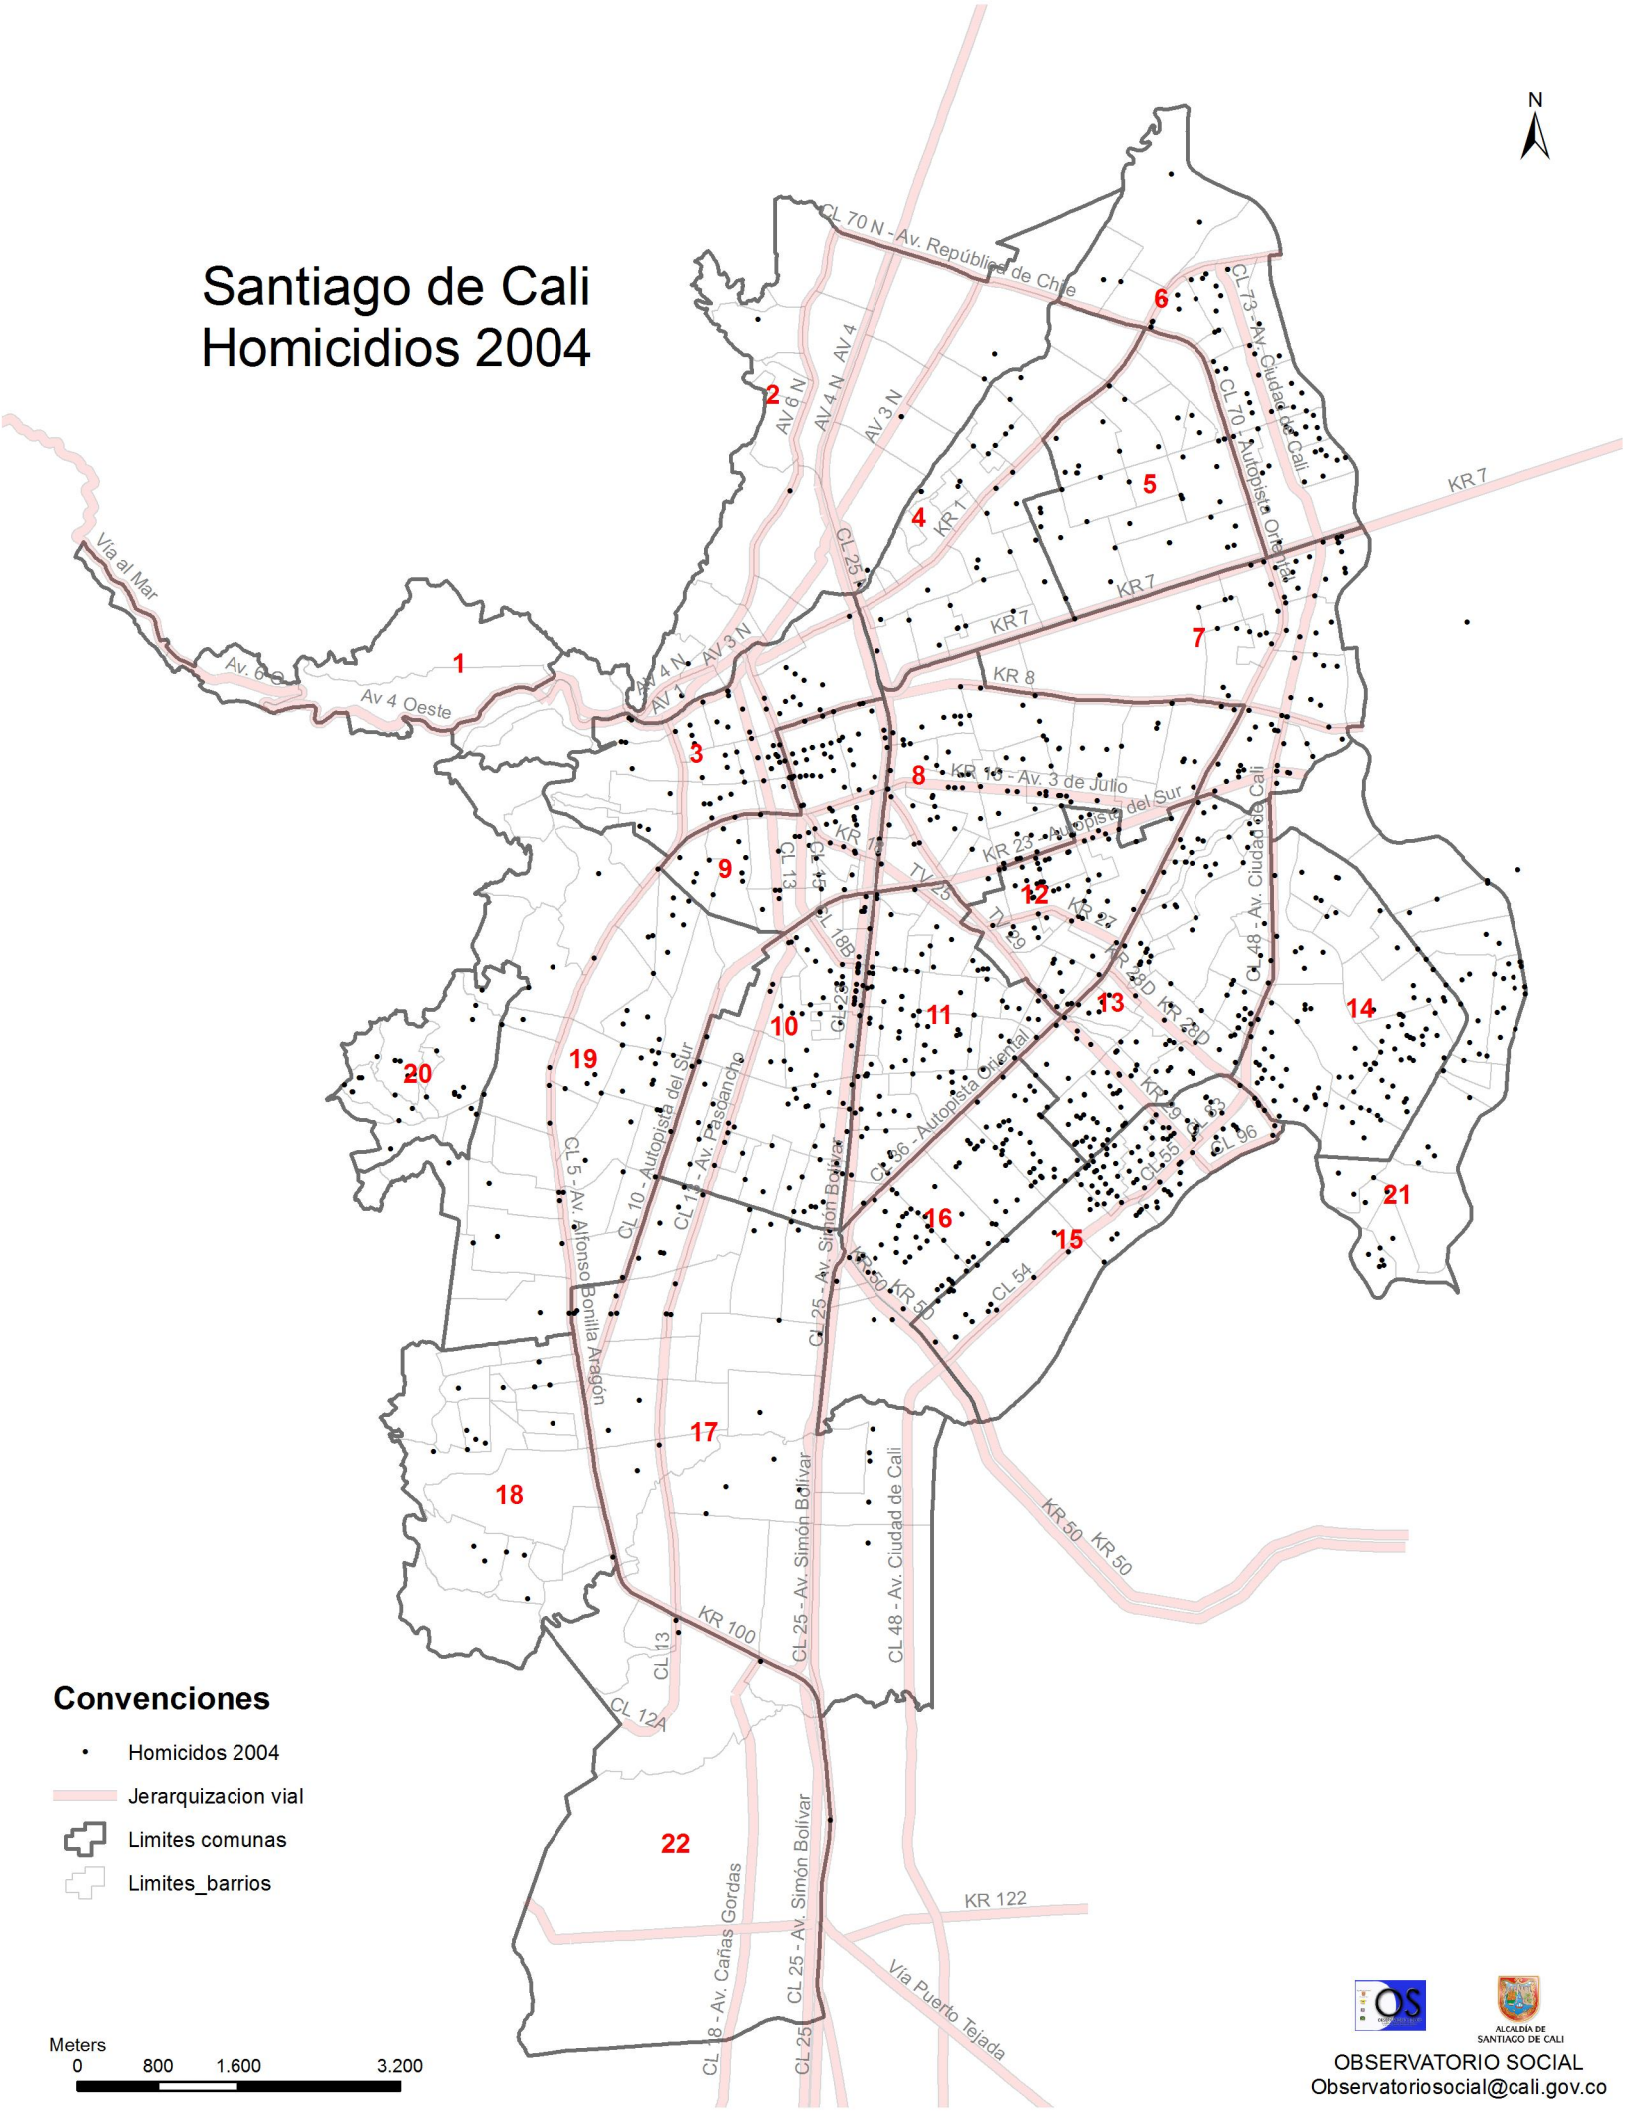 N
Santiago de Cali
Homicidios 2004
CL 70 N - Av. República de Chile
6
CL 73 - Av. Ciudad de Cali
2
AV 6 N
AV 4 N
AV 4
AV 3 N
CL 70 - Autopista Oriental
KR 7
5
4
KR 1
CL 25 N
Vía al Mar
KR 7
KR 7
7
1
Av. 6 O
AV 4 N
AV 3 N
AV 1
Av 4 Oeste
KR 8
3
8
KR 15 - Av. 3 de Julio
KR 23 - Autopista del Sur
CL 48 - Av. Ciudad de Cali
9
CL 13
CL 15
KR 18
TV 25
12
KR 27
TV 29
CL 18B
KR 28D
KR 28D
CL 23
10
11
13
14
19
20
CL 10 - Autopista del Sur
CL 13 - Av. Pasoancho
CL 36 - Autopista Oriental
KR 29
CL 83
CL 55
CL 96
21
CL 5 - Av. Alfonso Bonilla Aragón
CL 25 - Av. Simón Bolívar
16
15
KR 50
KR 50
CL 54
17
18
CL 25 - Av. Simón Bolívar
CL 48 - Av. Ciudad de Cali
KR 50
KR 50
KR 100
CL 13
CL 12A
22
CL 18 - Av. Cañas Gordas
CL 25 - Av. Simón Bolívar
KR 122
Vía Puerto Tejada
CL 25
Convenciones
Homicidos 2004
Jerarquizacion vial
Limites comunas
Limites_barrios
Meters
0 800 1.600 3.200
OS
ALCALDÍA DE
SANTIAGO DE CALI
OBSERVATORIO SOCIAL
Observatoriosocial@cali.gov.co